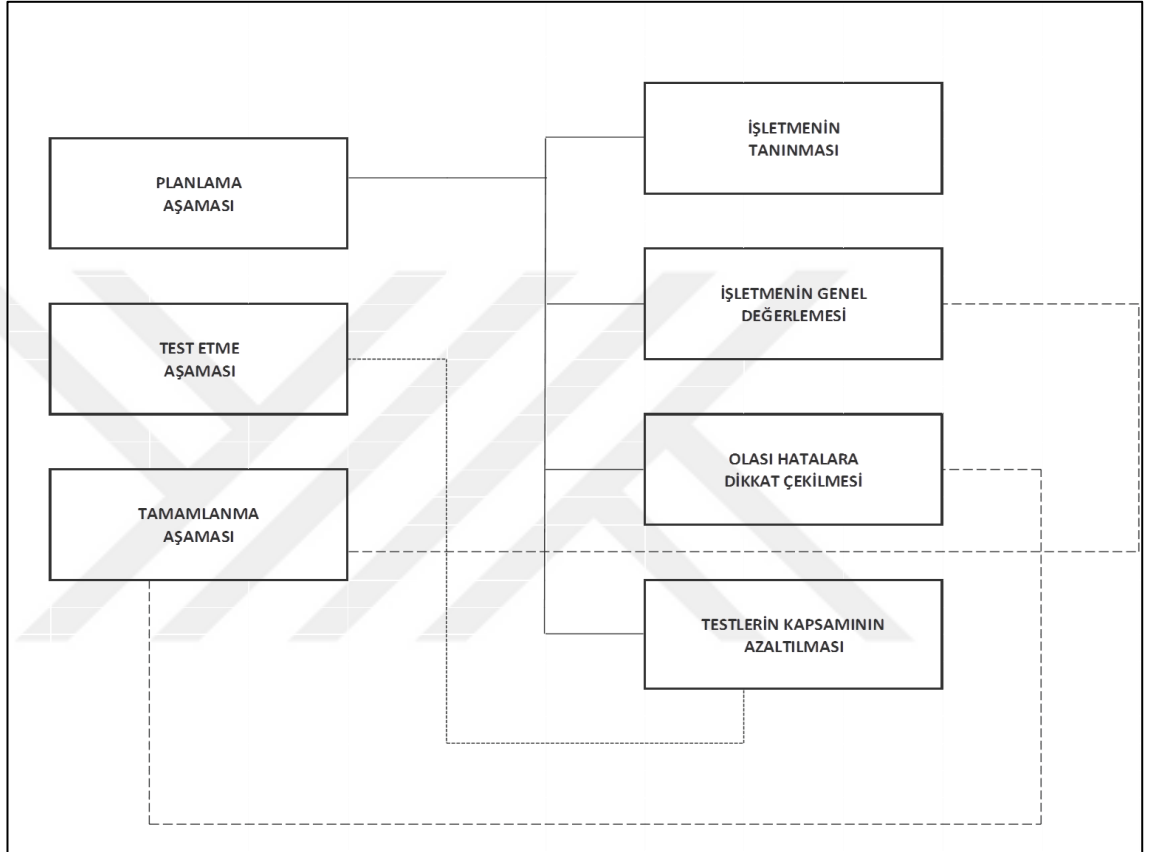 PLANLAMA
AŞAMASI
TEST ETME
AŞAMASI
TAMAMLANMA
AŞAMASI
İŞLETMENİN
TANINMASI
İŞLETMENİN GENEL
DEĞERLEMESİ
OLASI HATALARA
DİKKAT ÇEKİLMESİ
TESTLERİN KAPSAMININ
AZALTILMASI